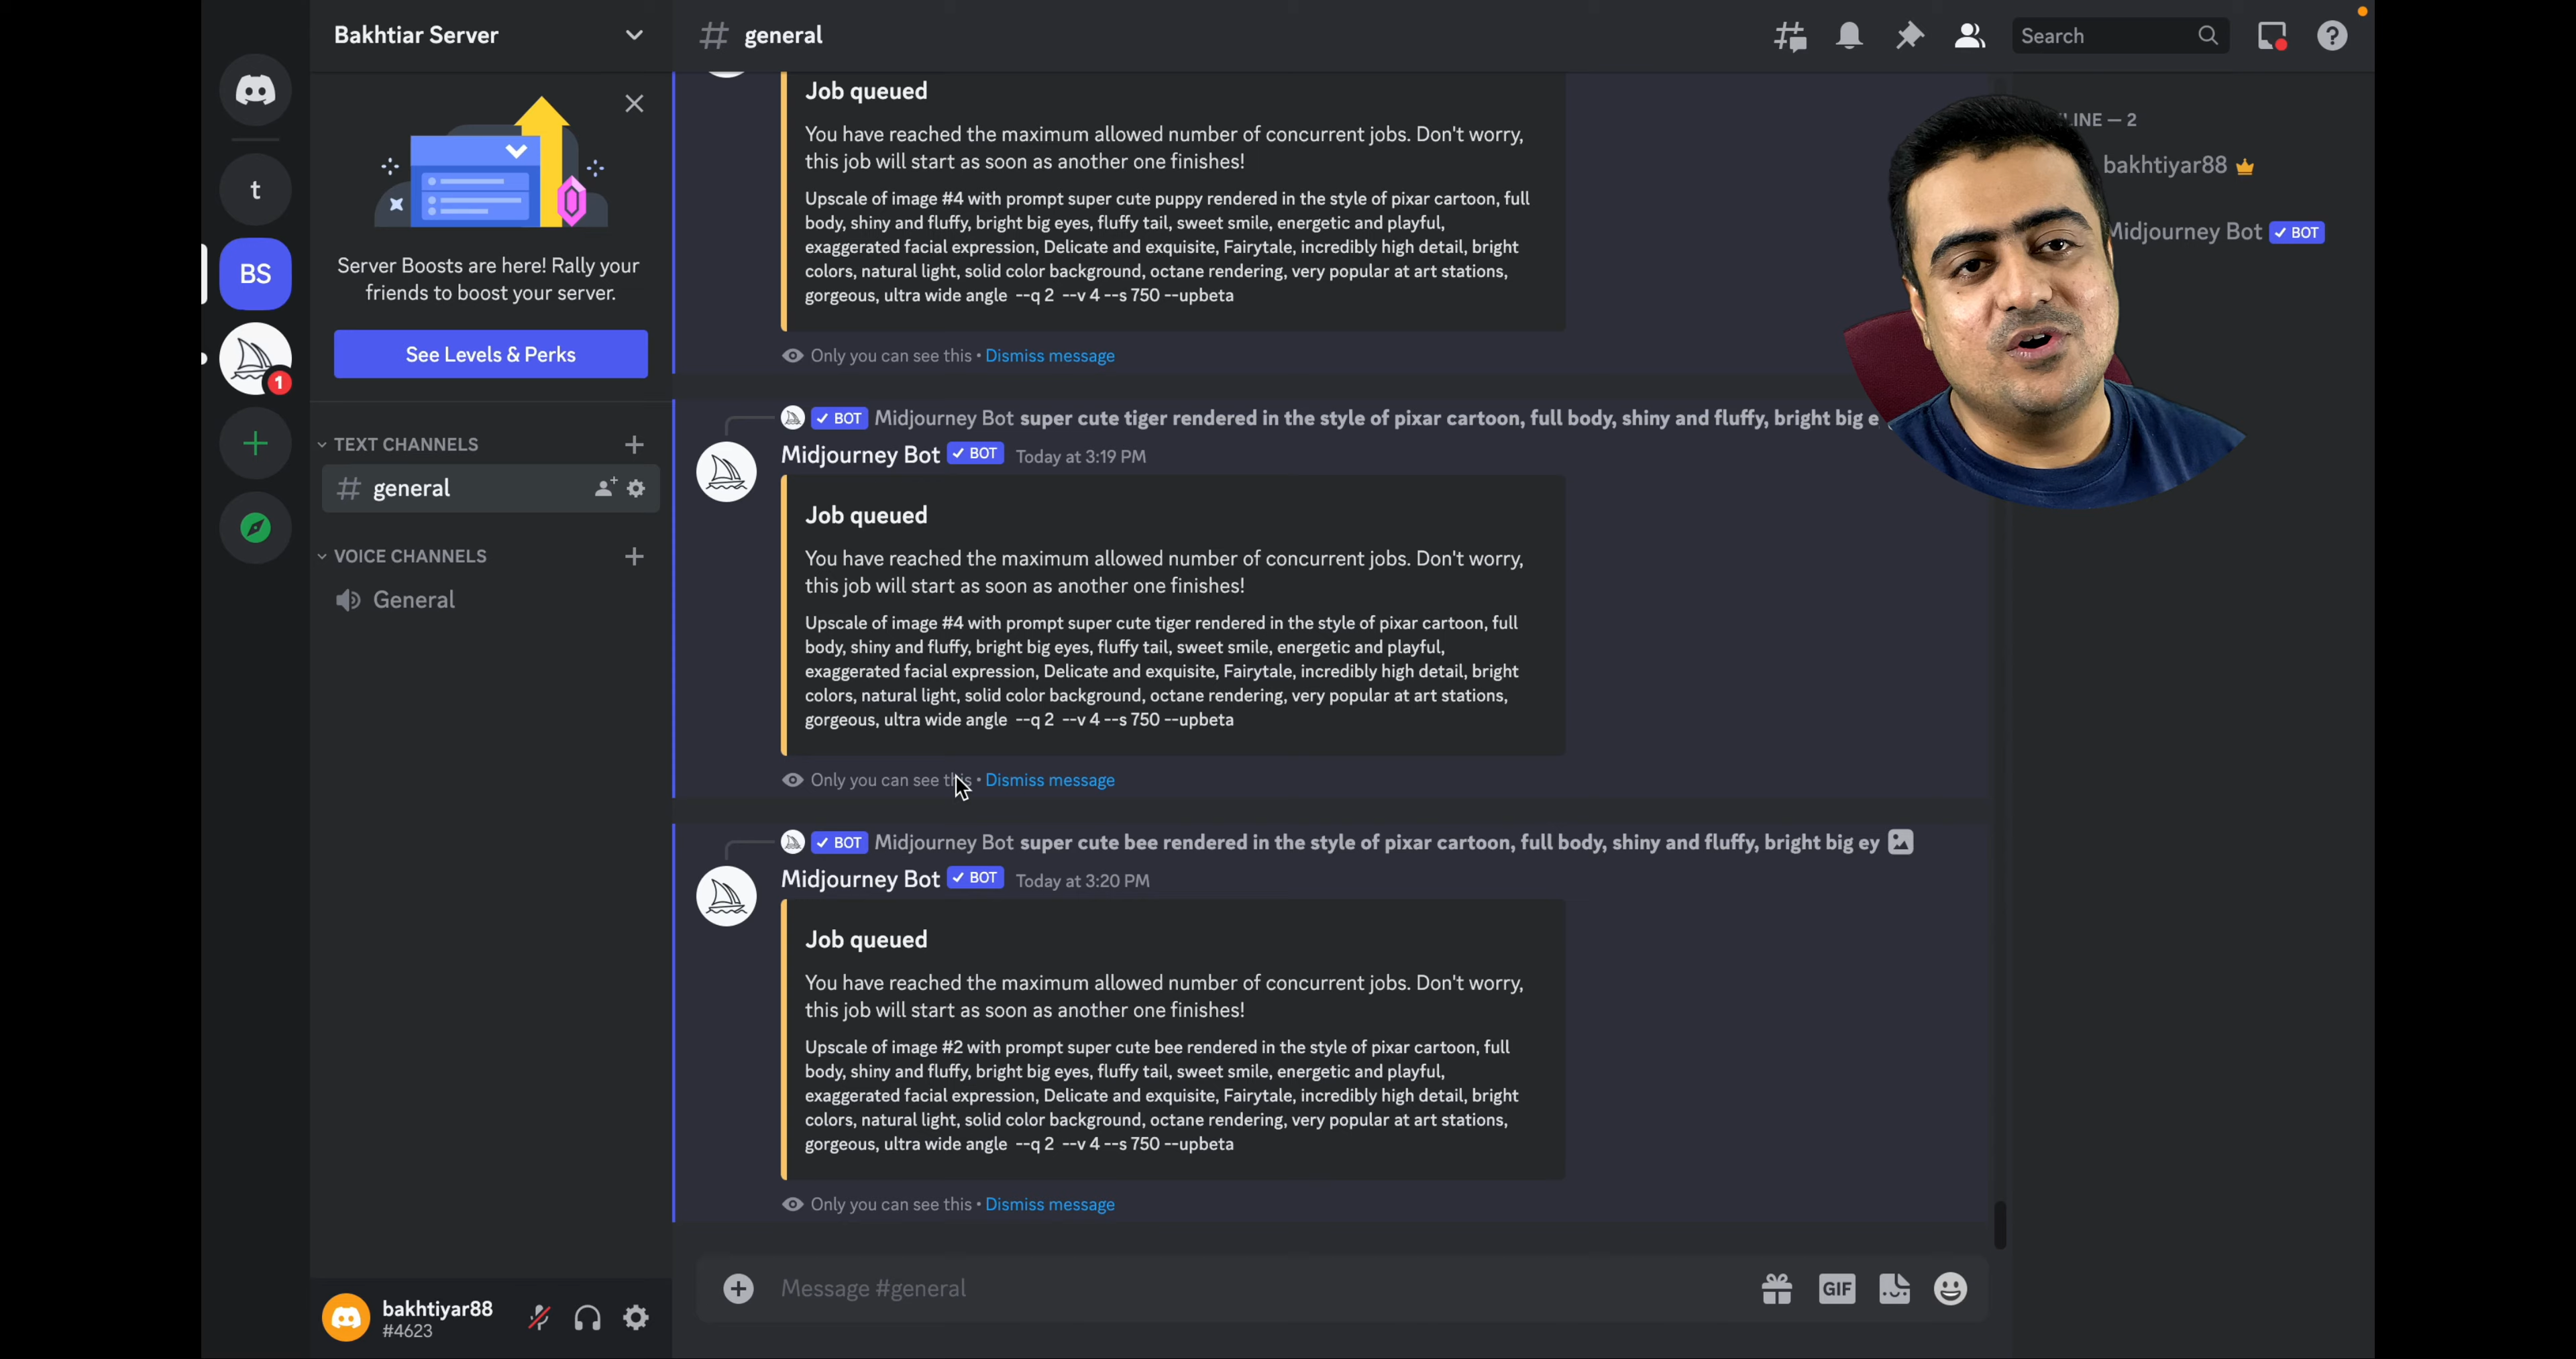 Bakhtiar Server
# general
Search
t
BS
1
Server Boosts are here! Rally your
friends to boost your server.
See Levels & Perks
TEXT CHANNELS
# general
VOICE CHANNELS
General
bakhtiyar88
#4623
Job queued
You have reached the maximum allowed number of concurrent jobs. Don't worry,
this job will start as soon as another one finishes!
Upscale of image #4 with prompt super cute puppy rendered in the style of pixar cartoon, full
body, shiny and fluffy, bright big eyes, fluffy tail, sweet smile, energetic and playful,
exaggerated facial expression, Delicate and exquisite, Fairytale, incredibly high detail, bright
colors, natural light, solid color background, octane rendering, very popular at art stations,
gorgeous, ultra wide angle --q 2 --v 4 --s 750 --upbeta
Only you can see this • Dismiss message
BOT Midjourney Bot super cute tiger rendered in the style of pixar cartoon, full body, shiny and fluffy, bright big e
Midjourney Bot BOT Today at 3:19 PM
Job queued
You have reached the maximum allowed number of concurrent jobs. Don't worry,
this job will start as soon as another one finishes!
Upscale of image #4 with prompt super cute tiger rendered in the style of pixar cartoon, full
body, shiny and fluffy, bright big eyes, fluffy tail, sweet smile, energetic and playful,
exaggerated facial expression, Delicate and exquisite, Fairytale, incredibly high detail, bright
colors, natural light, solid color background, octane rendering, very popular at art stations,
gorgeous, ultra wide angle --q 2 --v 4 --s 750 --upbeta
Only you can see this • Dismiss message
BOT Midjourney Bot super cute bee rendered in the style of pixar cartoon, full body, shiny and fluffy, bright big ey
Midjourney Bot BOT Today at 3:20 PM
Job queued
You have reached the maximum allowed number of concurrent jobs. Don't worry,
this job will start as soon as another one finishes!
Upscale of image #2 with prompt super cute bee rendered in the style of pixar cartoon, full
body, shiny and fluffy, bright big eyes, fluffy tail, sweet smile, energetic and playful,
exaggerated facial expression, Delicate and exquisite, Fairytale, incredibly high detail, bright
colors, natural light, solid color background, octane rendering, very popular at art stations,
gorgeous, ultra wide angle --q 2 --v 4 --s 750 --upbeta
Only you can see this • Dismiss message
Message #general
GIF
LINE — 2
bakhtiyar88
Midjourney Bot BOT